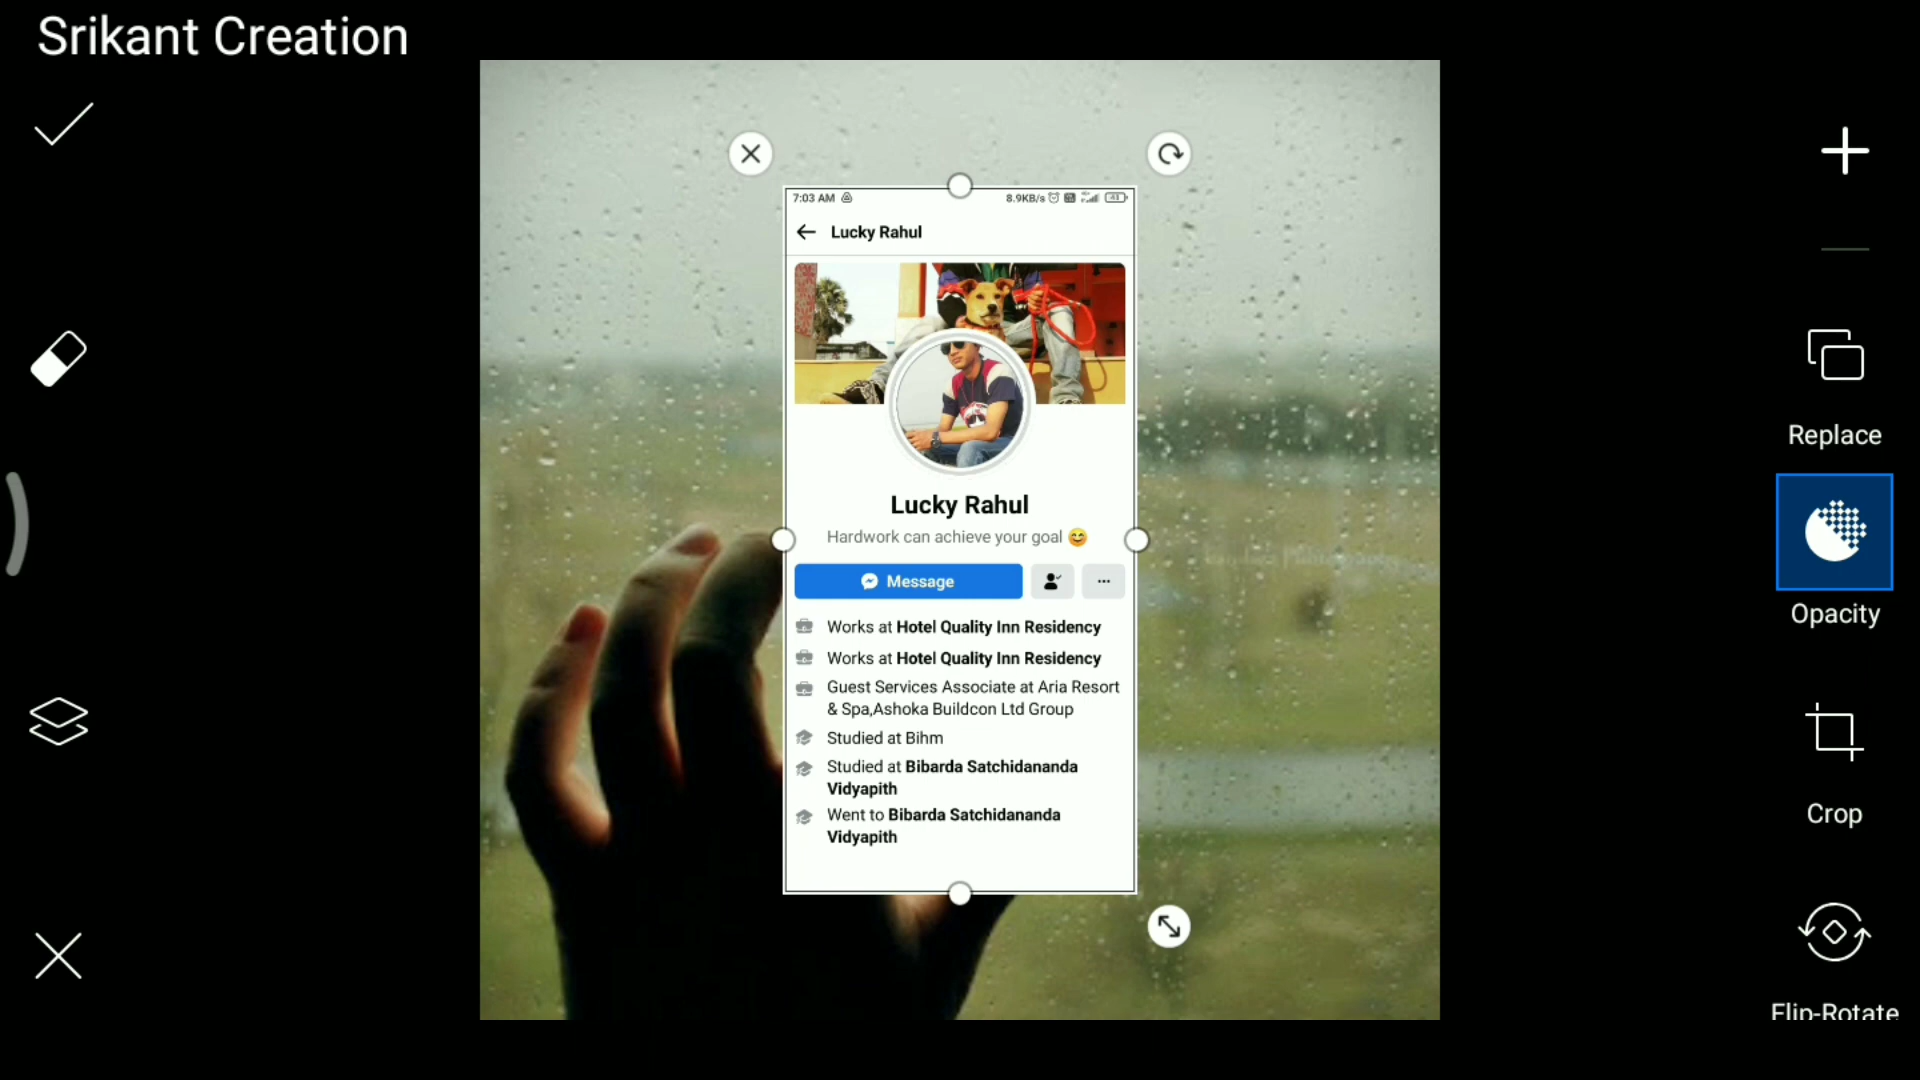 Srikant Creation
7:03 AM
8.9KB/s
Lucky Rahul
Lucky Rahul
Hardwork can achieve your goal 😊
Message
Works at Hotel Quality Inn Residency
Works at Hotel Quality Inn Residency
Guest Services Associate at Aria Resort
& Spa,Ashoka Buildcon Ltd Group
Studied at Bihm
Studied at Bibarda Satchidananda
Vidyapith
Went to Bibarda Satchidananda
Vidyapith
Replace
Opacity
Crop
Flip-Rotate